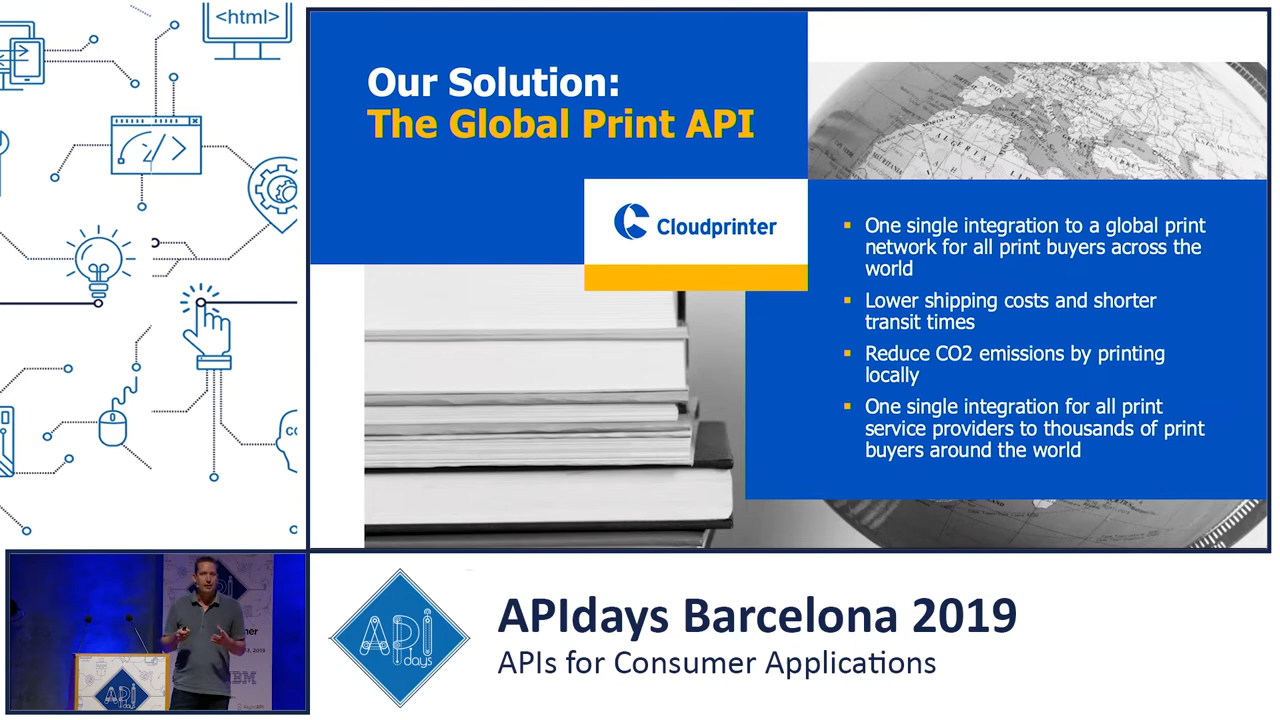 <html>
Our Solution:
The Global Print API
Cloudprinter
One single integration to a global print
network for all print buyers across the
world
Lower shipping costs and shorter
transit times
Reduce CO2 emissions by printing
locally
One single integration for all print
service providers to thousands of print
buyers around the world
API
days
APIdays Barcelona 2019
APIs for Consumer Applications